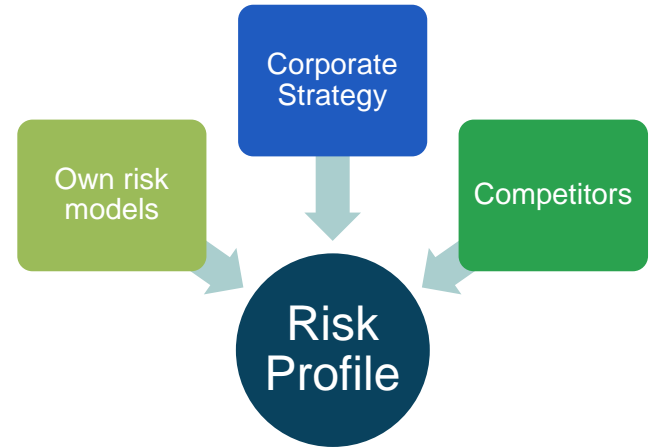 Corporate
Strategy
Own risk
models
Competitors
Risk
Profile